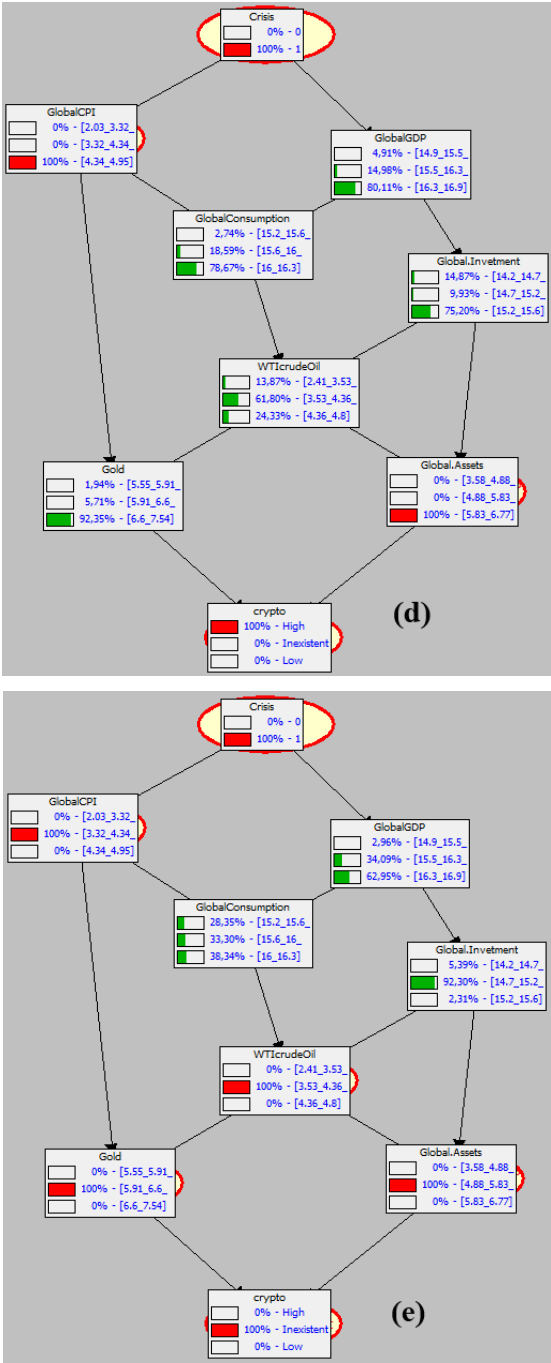 Crisis
0% - 0
100% - 1
GlobalCPI
0% - [2.03_3.32_
0% - [3.32_4.34_
100% - [4.34_4.95]
GlobalGDP
4,91% - [14.9_15.5_
14,98% - [15.5_16.3_
80,11% - [16.3_16.9]
GlobalConsumption
2,74% - [15.2_15.6_
18,59% - [15.6_16_
78,67% - [16_16.3]
Global.Invetment
14,87% - [14.2_14.7_
9,93% - [14.7_15.2_
75,20% - [15.2_15.6]
WTIcrudeOil
13,87% - [2.41_3.53_
61,80% - [3.53_4.36_
24,33% - [4.36_4.8]
Gold
1,94% - [5.55_5.91_
5,71% - [5.91_6.6_
92,35% - [6.6_7.54]
Global.Assets
0% - [3.58_4.88_
0% - [4.88_5.83_
100% - [5.83_6.77]
crypto
100% - High
0% - Inexistent
0% - Low
(d)
Crisis
0% - 0
100% - 1
GlobalCPI
0% - [2.03_3.32_
100% - [3.32_4.34_
0% - [4.34_4.95]
GlobalGDP
2,96% - [14.9_15.5_
34,09% - [15.5_16.3_
62,95% - [16.3_16.9]
GlobalConsumption
28,35% - [15.2_15.6_
33,30% - [15.6_16_
38,34% - [16_16.3]
Global.Invetment
5,39% - [14.2_14.7_
92,30% - [14.7_15.2_
2,31% - [15.2_15.6]
WTIcrudeOil
0% - [2.41_3.53_
100% - [3.53_4.36_
0% - [4.36_4.8]
Gold
0% - [5.55_5.91_
100% - [5.91_6.6_
0% - [6.6_7.54]
Global.Assets
0% - [3.58_4.88_
100% - [4.88_5.83_
0% - [5.83_6.77]
crypto
0% - High
100% - Inexistent
0% - Low
(e)